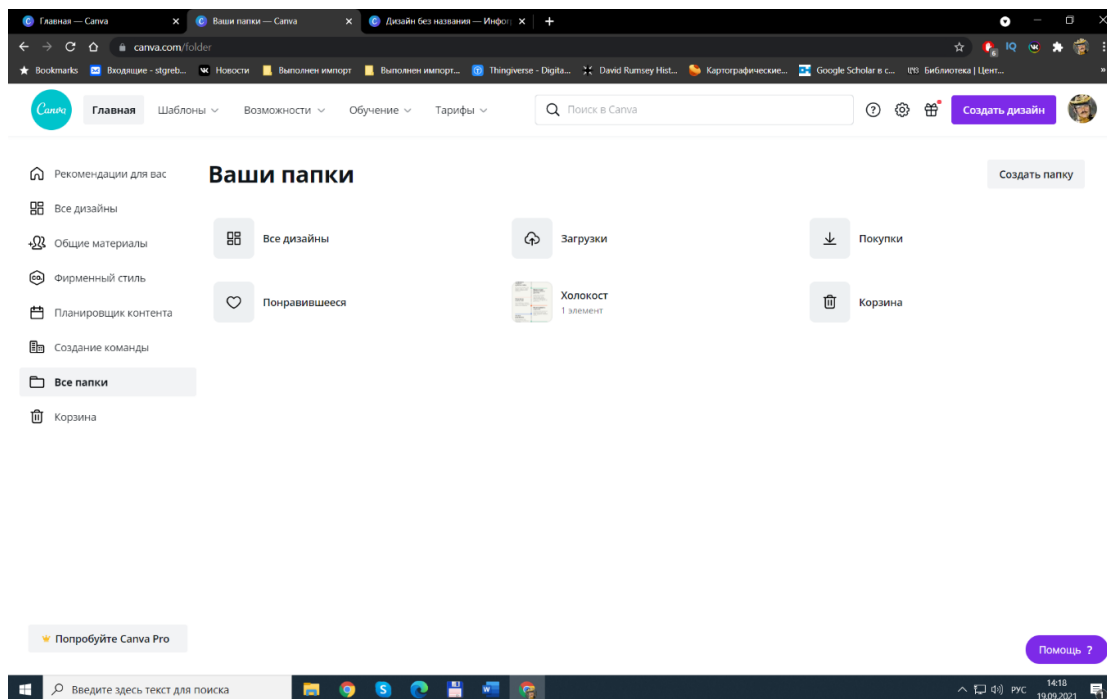 Главная — Canva
Ваши папки — Canva
Дизайн без названия — Инфог
canva.com/folder
Bookmarks Входящие - stgreb... Новости Выполнен импорт Выполнен импорт... Thingiverse - Digita... David Rumsey Hist... Картографические... Google Scholar в с... Библиотека | Цент... »
Canva Главная Шаблоны Возможности Обучение Тарифы Поиск в Canva Создать дизайн
Рекомендации для вас
Все дизайны
Общие материалы
Фирменный стиль
Планировщик контента
Создание команды
Все папки
Корзина
Ваши папки
Создать папку
Все дизайны
Загрузки
Покупки
Понравившееся
Холокост
1 элемент
Корзина
Попробуйте Canva Pro
Помощь ?
Введите здесь текст для поиска
РУС
14:18
19.09.2021